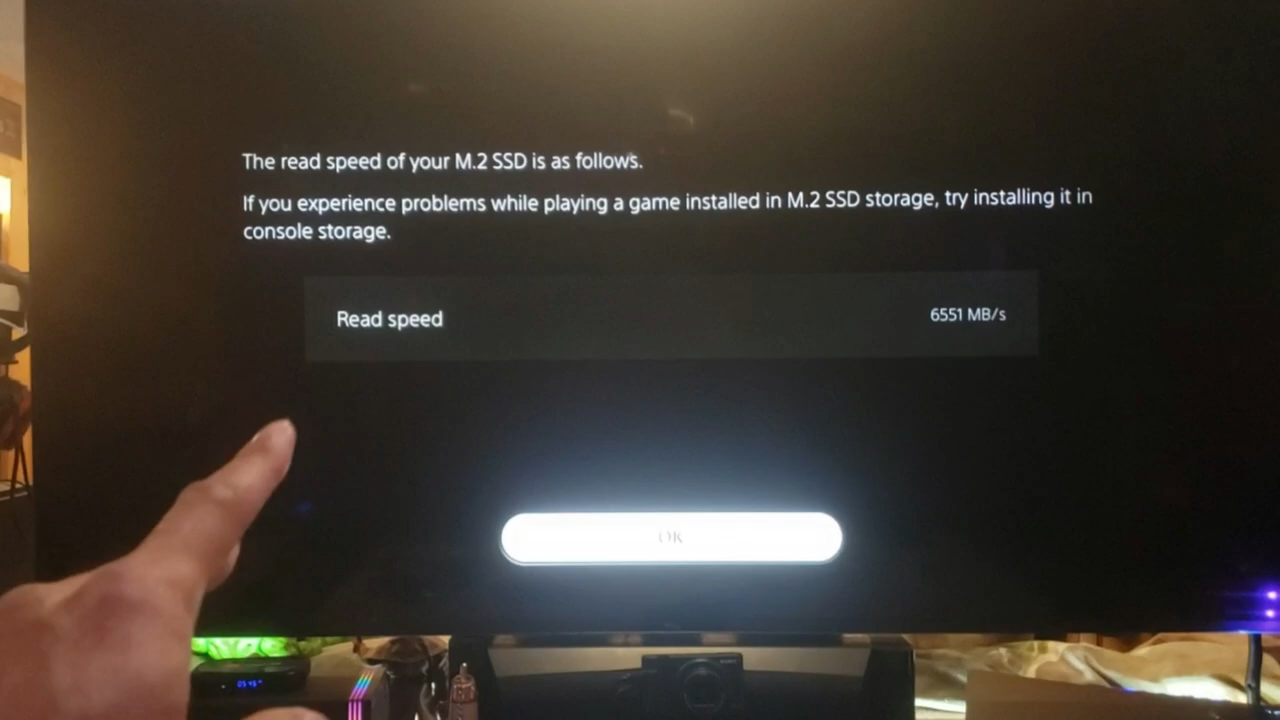 The read speed of your M.2 SSD is as follows.
If you experience problems while playing a game installed in M.2 SSD storage, try installing it in
console storage.
Read speed 6551 MB/s
OK